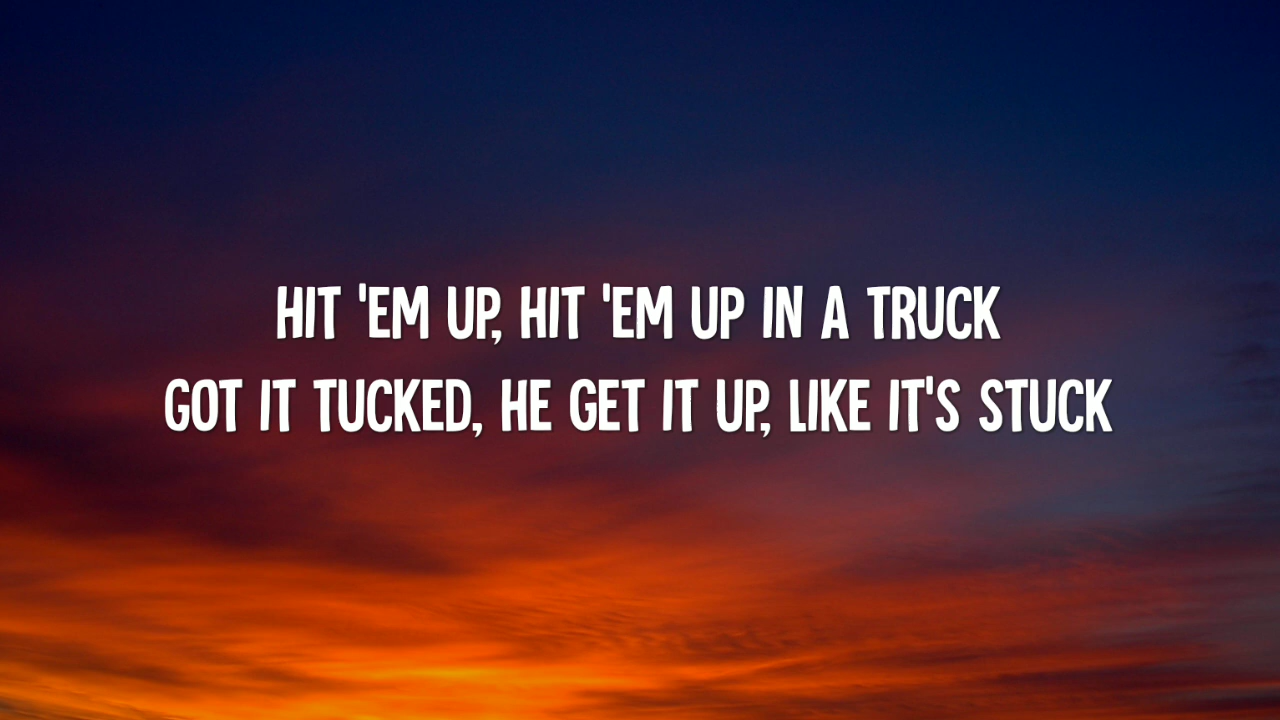 HIT 'EM UP, HIT 'EM UP IN A TRUCK
GOT IT TUCKED, HE GET IT UP, LIKE IT'S STUCK